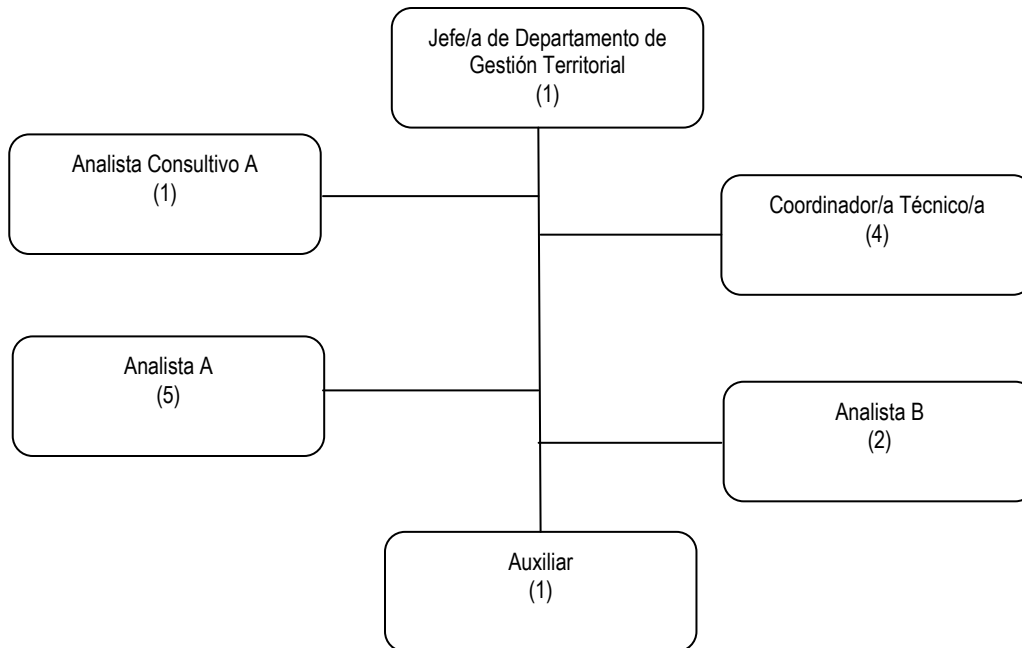 Jefe/a de Departamento de
Gestión Territorial
(1)
Analista Consultivo A
(1)
Coordinador/a Técnico/a
(4)
Analista A
(5)
Analista B
(2)
Auxiliar
(1)